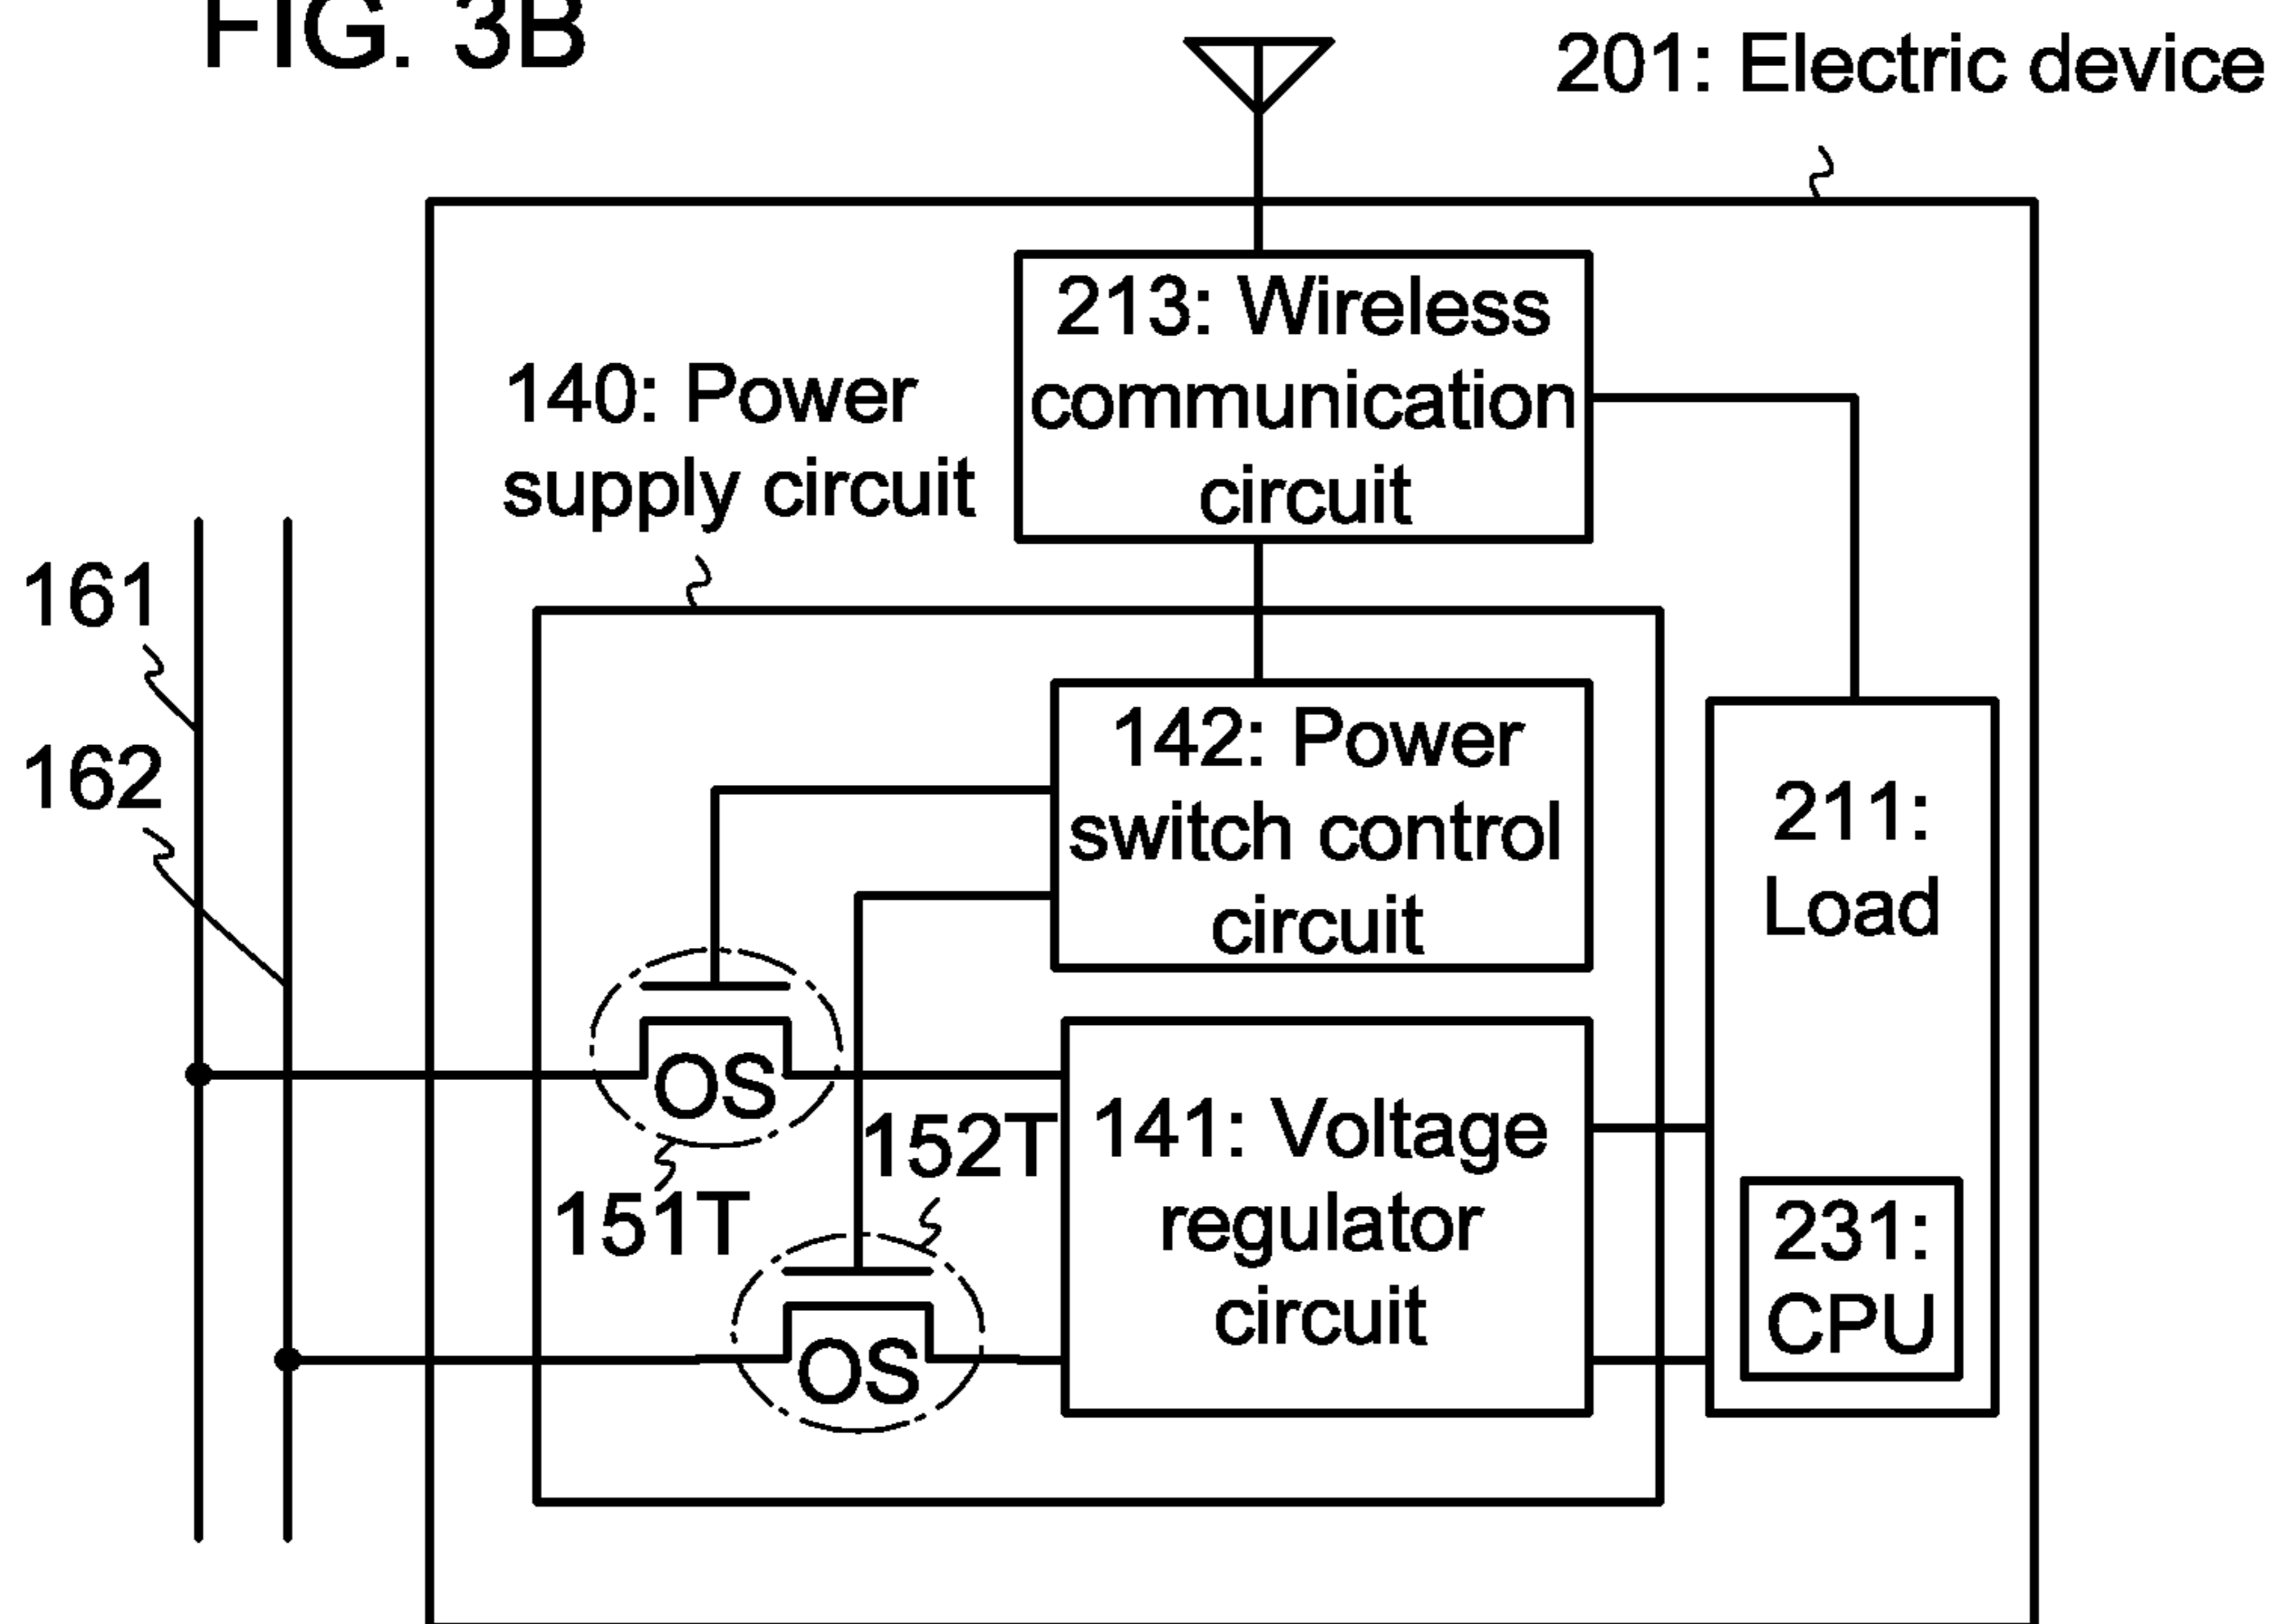 FIG. 3B
201: Electric device
213: Wireless
communication
circuit
140: Power
supply circuit
161
162
142: Power
switch control
circuit
211:
Load
OS
151T
152T
141: Voltage
regulator
circuit
231:
CPU
OS